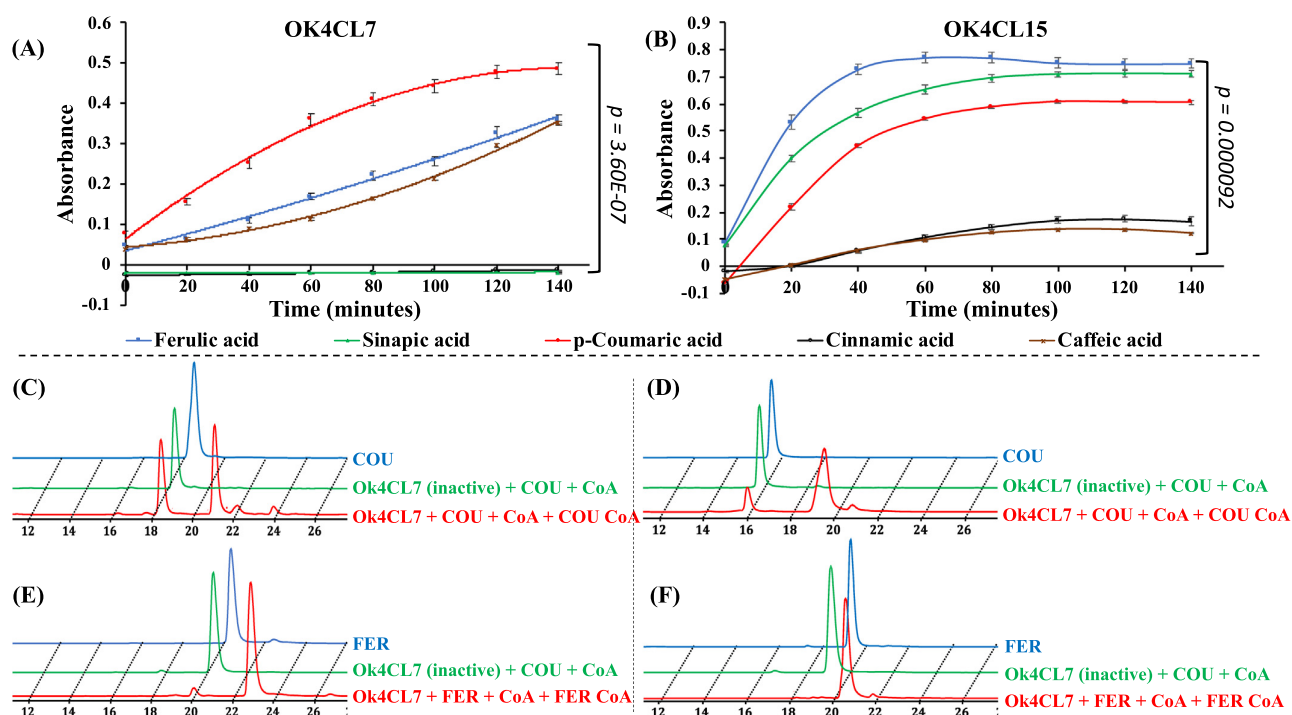 (A)
OK4CL7
0.6
0.5
0.4
0.3
0.2
0.1
0
-0.1
Absorbance
0 20 40 60 80 100 120 140
Time (minutes)
p = 3.60E-07
(B)
OK4CL15
0.9
0.8
0.7
0.6
0.5
0.4
0.3
0.2
0.1
0
-0.1
Absorbance
0 20 40 60 80 100 120 140
Time (minutes)
p = 0.000092
Ferulic acid Sinapic acid p-Coumaric acid Cinnamic acid Caffeic acid
(C)
COU
Ok4CL7 (inactive) + COU + CoA
Ok4CL7 + COU + CoA + COU CoA
12 14 16 18 20 22 24 26
(D)
COU
Ok4CL7 (inactive) + COU + CoA
Ok4CL7 + COU + CoA + COU CoA
12 14 16 18 20 22 24 26
(E)
FER
Ok4CL7 (inactive) + COU + CoA
Ok4CL7 + FER + CoA + FER CoA
12 14 16 18 20 22 24 26
(F)
FER
Ok4CL7 (inactive) + COU + CoA
Ok4CL7 + FER + CoA + FER CoA
12 14 16 18 20 22 24 26